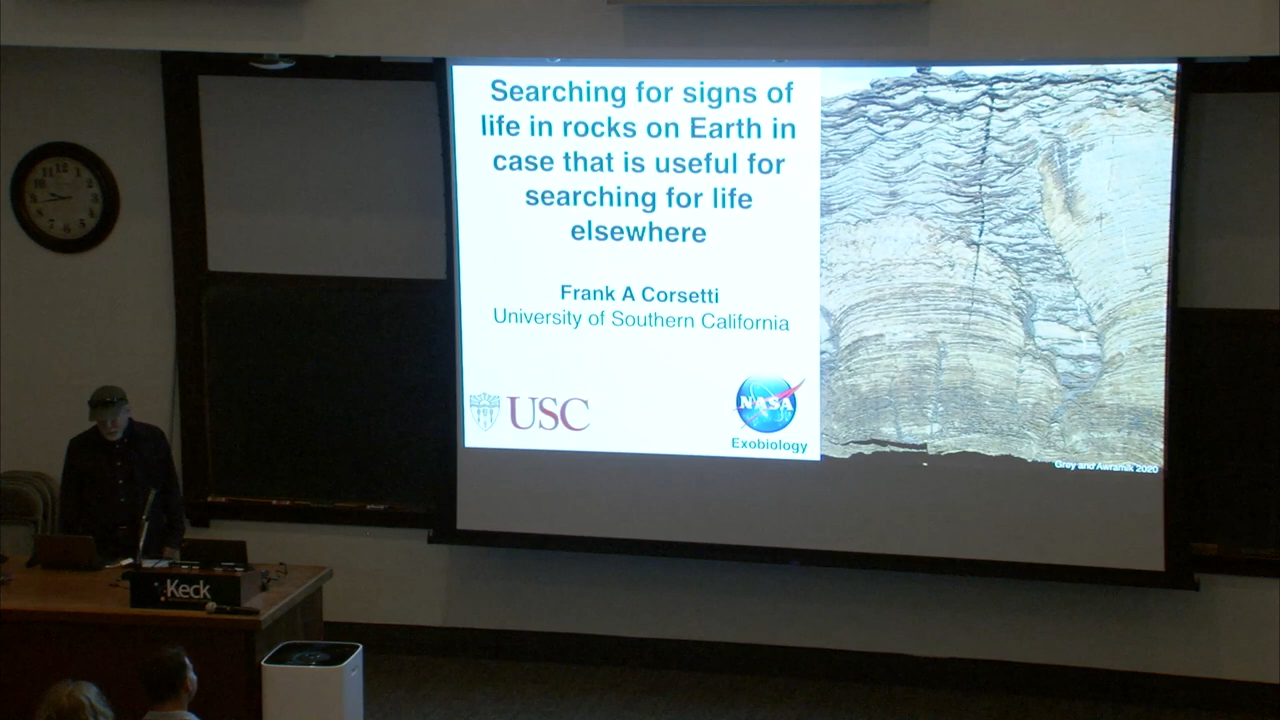 Searching for signs of
life in rocks on Earth in
case that is useful for
searching for life
elsewhere
Frank A Corsetti
University of Southern California
USC
NASA
Exobiology
Grey and Awramik 2020
Keck